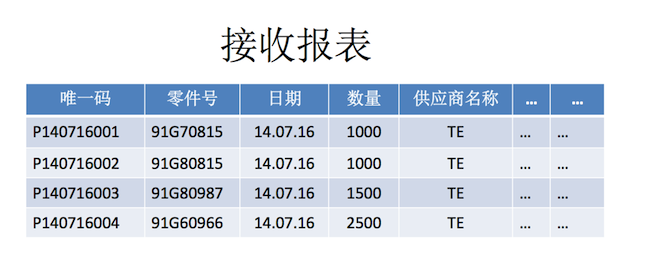 接收报表
唯一码 零件号 日期 数量 供应商名称 ... ...
P140716001 91G70815 14.07.16 1000 TE ... ...
P140716002 91G80815 14.07.16 1000 TE ... ...
P140716003 91G80987 14.07.16 1500 TE ... ...
P140716004 91G60966 14.07.16 2500 TE ... ...